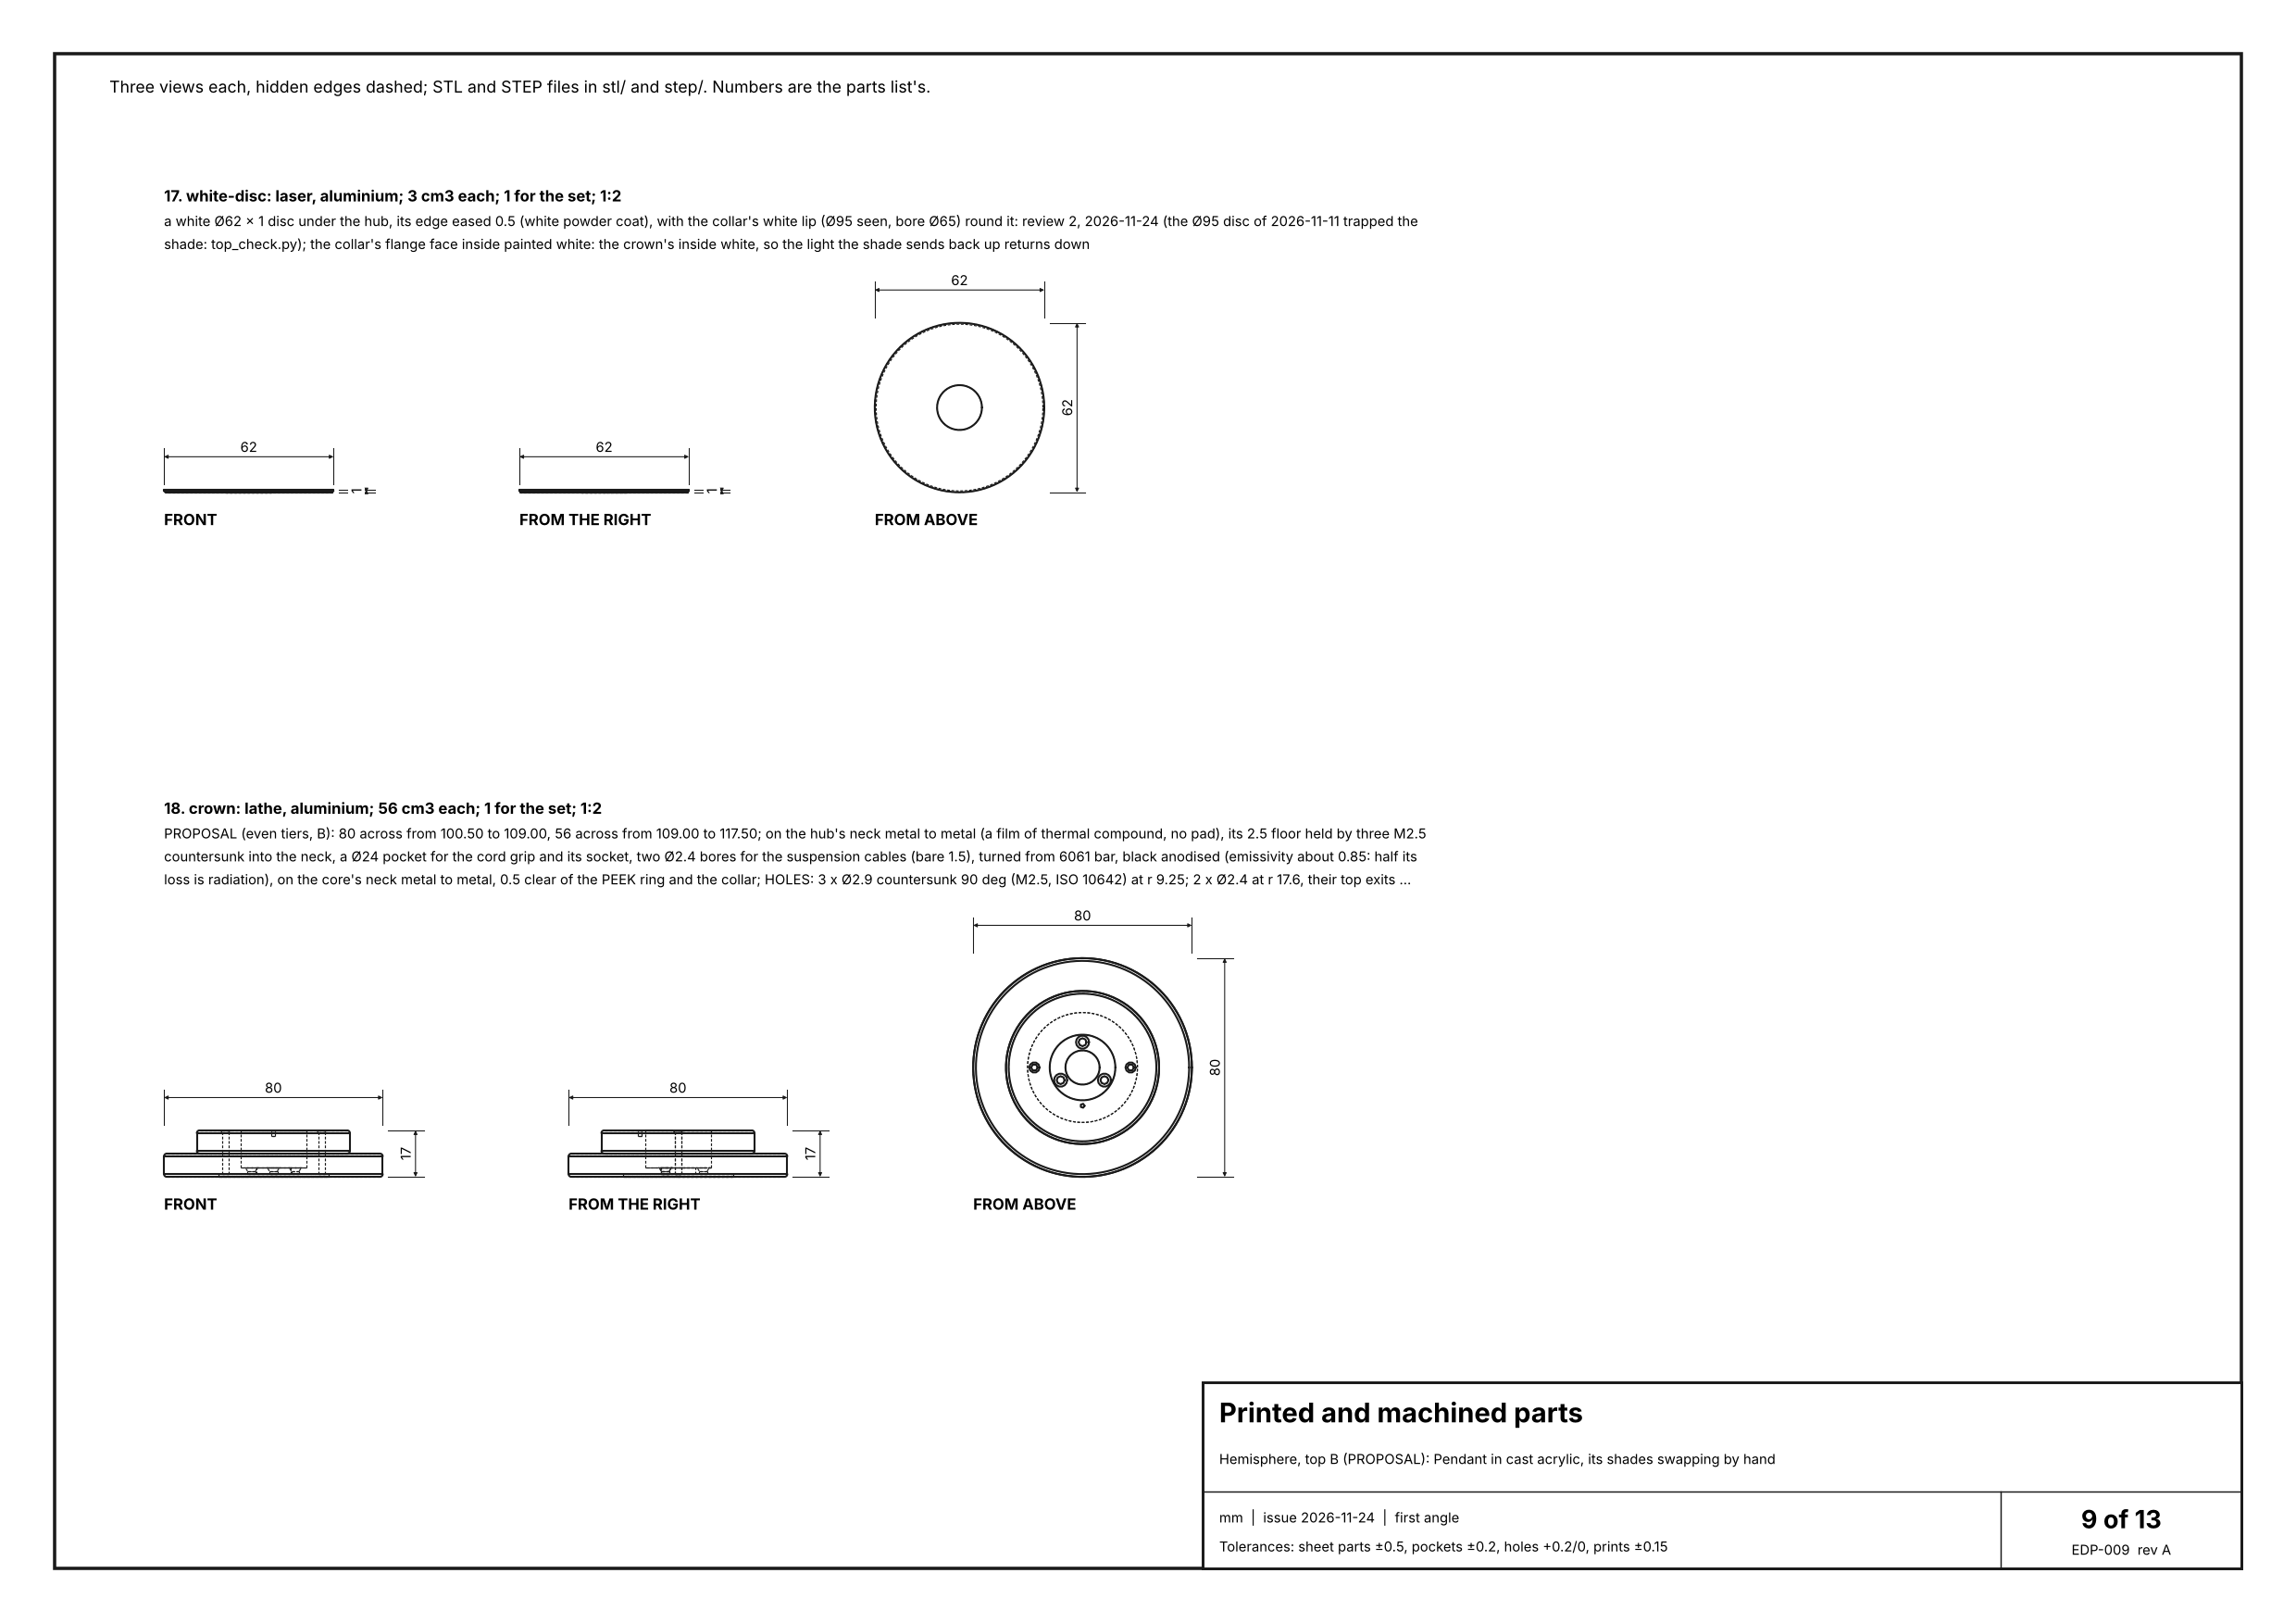 Three views each, hidden edges dashed; STL and STEP files in stl/ and step/. Numbers are the parts list's.
17. white-disc: laser, aluminium; 3 cm3 each; 1 for the set; 1:2
a white Ø62 × 1 disc under the hub, its edge eased 0.5 (white powder coat), with the collar's white lip (Ø95 seen, bore Ø65) round it: review 2, 2026-11-24 (the Ø95 disc of 2026-11-11 trapped the
shade: top_check.py); the collar's flange face inside painted white: the crown's inside white, so the light the shade sends back up returns down
62
62
62
62
1
1
FRONT
FROM THE RIGHT
FROM ABOVE
18. crown: lathe, aluminium; 56 cm3 each; 1 for the set; 1:2
PROPOSAL (even tiers, B): 80 across from 100.50 to 109.00, 56 across from 109.00 to 117.50; on the hub's neck metal to metal (a film of thermal compound, no pad), its 2.5 floor held by three M2.5
countersunk into the neck, a Ø24 pocket for the cord grip and its socket, two Ø2.4 bores for the suspension cables (bare 1.5), turned from 6061 bar, black anodised (emissivity about 0.85: half its
loss is radiation), on the core's neck metal to metal, 0.5 clear of the PEEK ring and the collar; HOLES: 3 x Ø2.9 countersunk 90 deg (M2.5, ISO 10642) at r 9.25; 2 x Ø2.4 at r 17.6, their top exits ...
80
80
80
80
17
17
FRONT
FROM THE RIGHT
FROM ABOVE
Printed and machined parts
Hemisphere, top B (PROPOSAL): Pendant in cast acrylic, its shades swapping by hand
mm | issue 2026-11-24 | first angle
Tolerances: sheet parts ±0.5, pockets ±0.2, holes +0.2/0, prints ±0.15
9 of 13
EDP-009 rev A